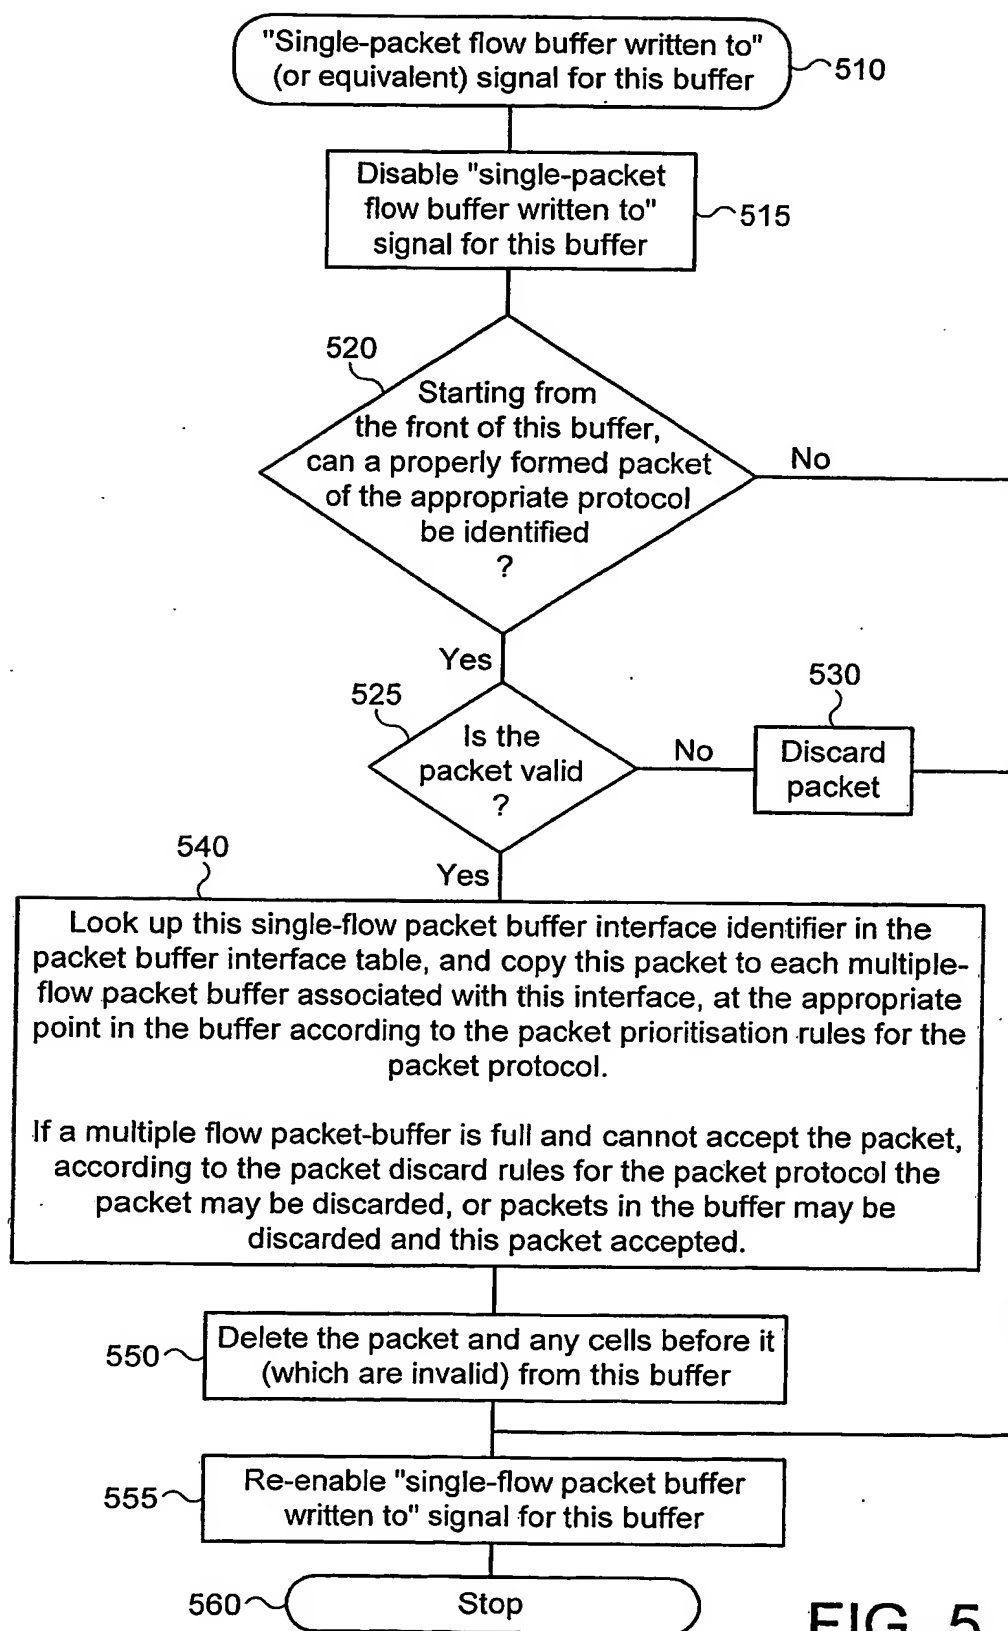 "Single-packet flow buffer written to"
(or equivalent) signal for this buffer
510
Disable "single-packet
flow buffer written to"
signal for this buffer
515
520
Starting from
the front of this buffer,
can a properly formed packet
of the appropriate protocol
be identified
?
No
Yes
525
Is the
packet valid
?
No
530
Discard
packet
Yes
540
Look up this single-flow packet buffer interface identifier in the
packet buffer interface table, and copy this packet to each multiple-
flow packet buffer associated with this interface, at the appropriate
point in the buffer according to the packet prioritisation rules for the
packet protocol.
If a multiple flow packet-buffer is full and cannot accept the packet,
according to the packet discard rules for the packet protocol the
packet may be discarded, or packets in the buffer may be
discarded and this packet accepted.
550
Delete the packet and any cells before it
(which are invalid) from this buffer
555
Re-enable "single-flow packet buffer
written to" signal for this buffer
560
Stop
FIG. 5